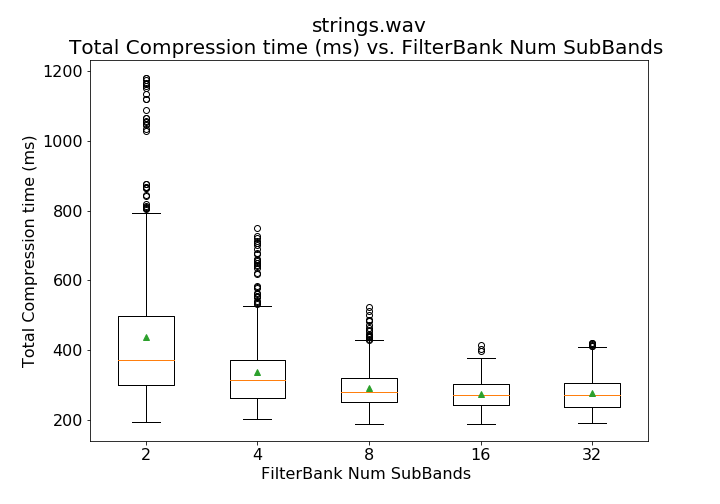 strings.wav
Total Compression time (ms) vs. FilterBank Num SubBands
Total Compression time (ms)
1200
1000
800
600
400
200
2 4 8 16 32
FilterBank Num SubBands